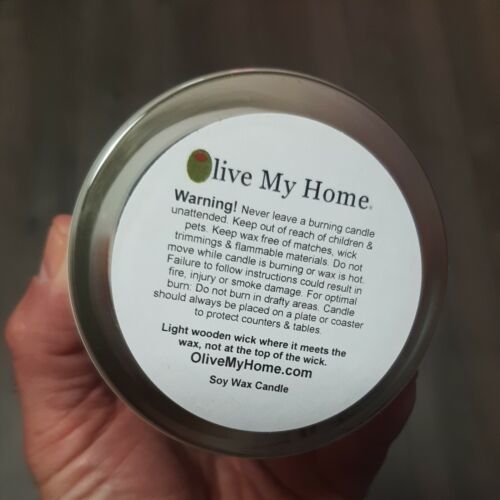 Olive My Home
Warning! Never leave a burning candle
unattended. Keep out of reach of children &
pets. Keep wax free of matches, wick
trimmings & flammable materials. Do not
move while candle is burning or wax is hot.
Failure to follow instructions could result in
fire, injury or smoke damage. For optimal
burn: Do not burn in drafty areas. Candle
should always be placed on a plate or coaster
to protect counters & tables.
Light wooden wick where it meets the
wax, not at the top of the wick.
OliveMyHome.com
Soy Wax Candle